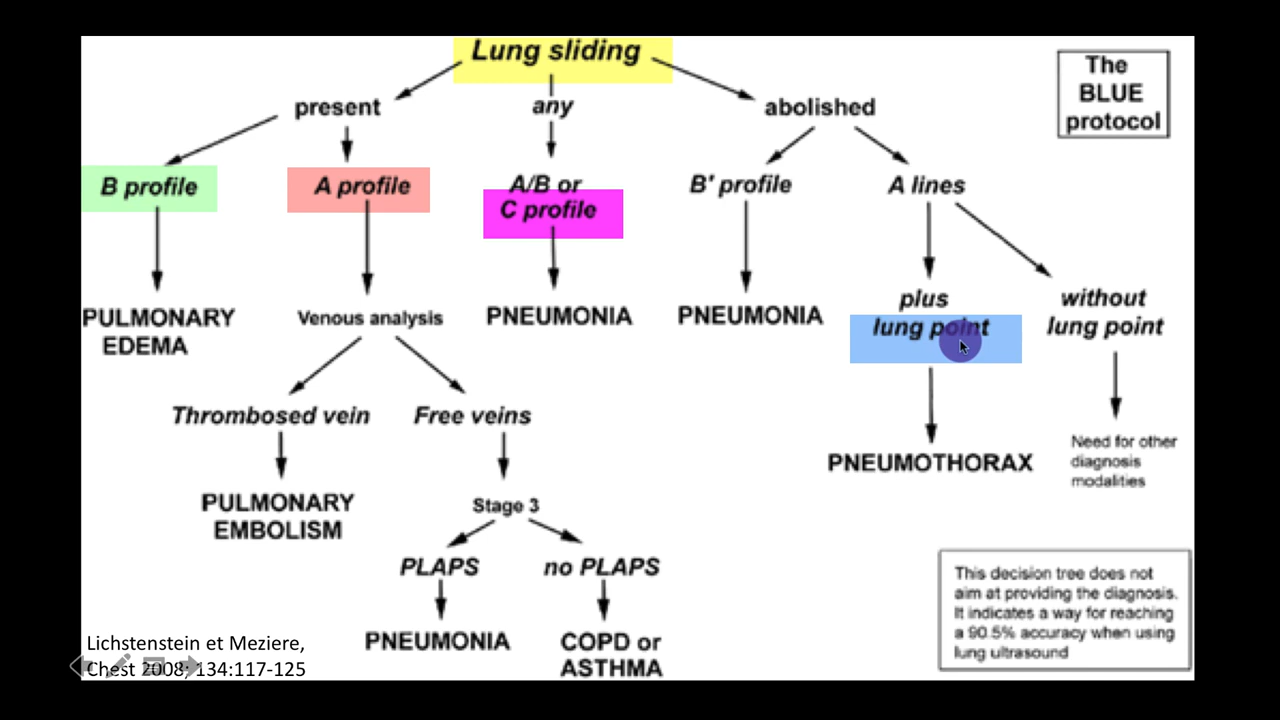 Lung sliding
The
BLUE
protocol
present
any
abolished
B profile
A profile
A/B or
C profile
B' profile
A lines
PULMONARY
EDEMA
Venous analysis
PNEUMONIA
PNEUMONIA
plus
lung point
without
lung point
Thrombosed vein
Free veins
PNEUMOTHORAX
Need for other
diagnosis
modalities
PULMONARY
EMBOLISM
Stage 3
PLAPS
no PLAPS
PNEUMONIA
COPD or
ASTHMA
This decision tree does not
aim at providing the diagnosis.
It indicates a way for reaching
a 90.5% accuracy when using
lung ultrasound
Lichstenstein et Meziere,
Chest 2008; 134:117-125